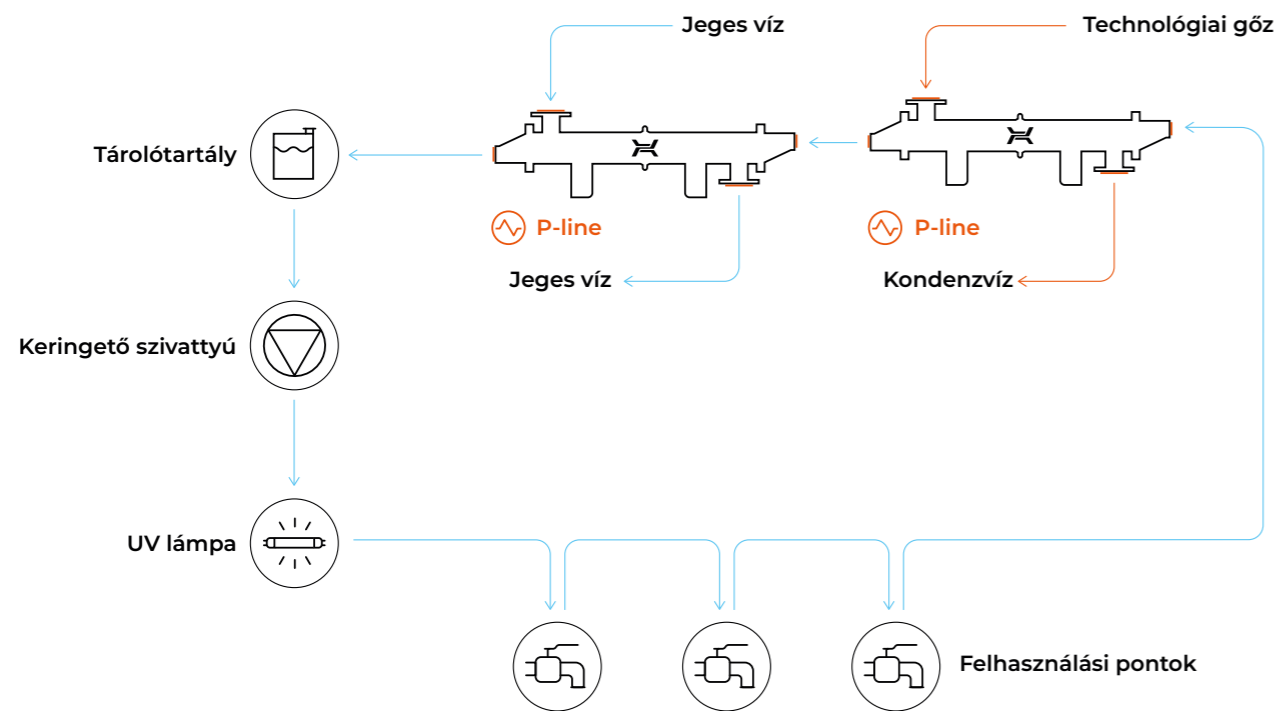 Jeges víz
Technológiai gőz
Tárolótartály
P-line
P-line
Jeges víz
Kondenzvíz
Keringető szivattyú
UV lámpa
Felhasználási pontok